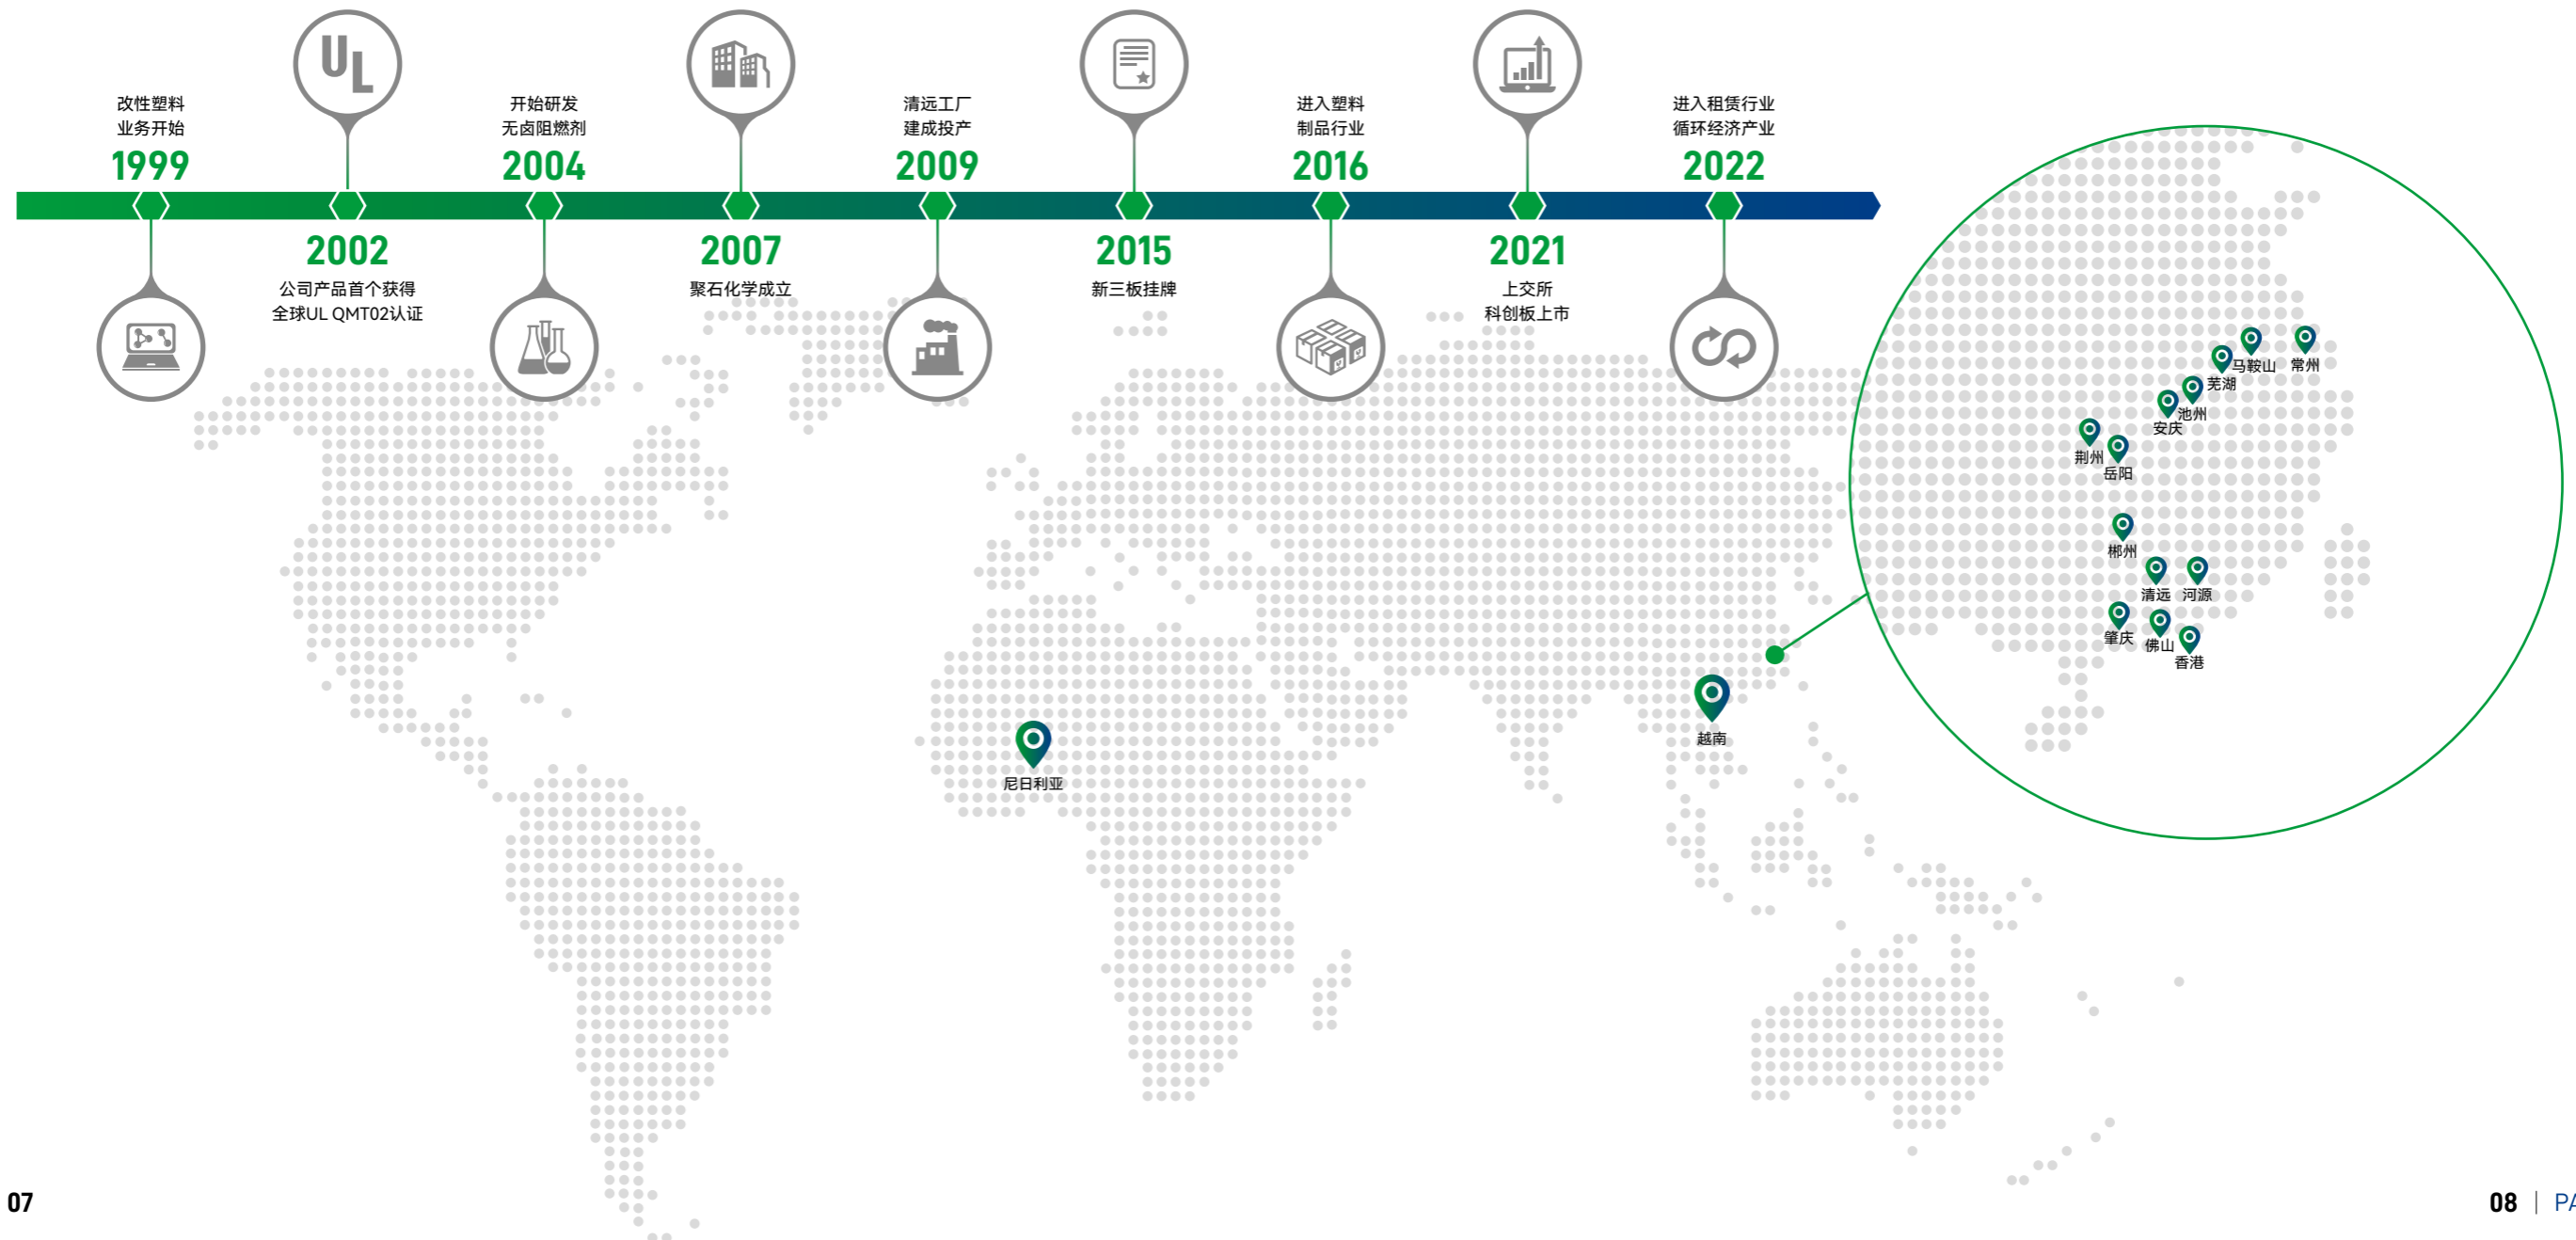 改性塑料
业务开始
1999
UL
2002
公司产品首个获得
全球UL QMT02认证
开始研发
无卤阻燃剂
2004
2007
聚石化学成立
清远工厂
建成投产
2009
2015
新三板挂牌
进入塑料
制品行业
2016
2021
上交所
科创板上市
进入租赁行业
循环经济产业
2022
马鞍山
常州
芜湖
池州
安庆
荆州
岳阳
郴州
清远
河源
肇庆
佛山
香港
越南
尼日利亚
07
08 | PA